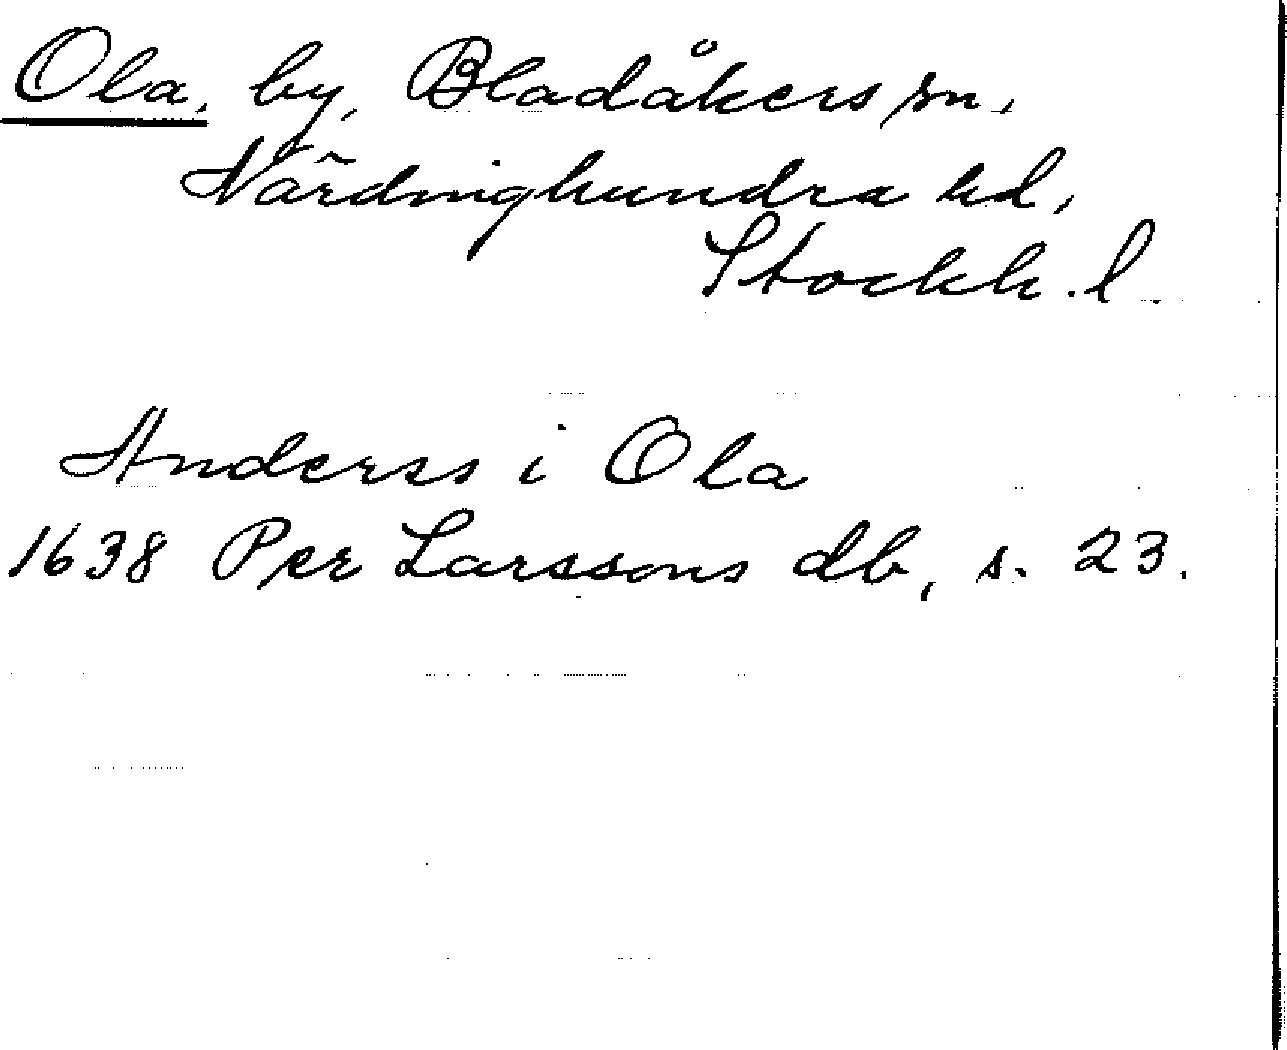 Ola, by, Bladåkers sn,
Närdinghundra hd,
Stockh. l.
Anderss i Ola
1638 Per Larssons db, s. 23.